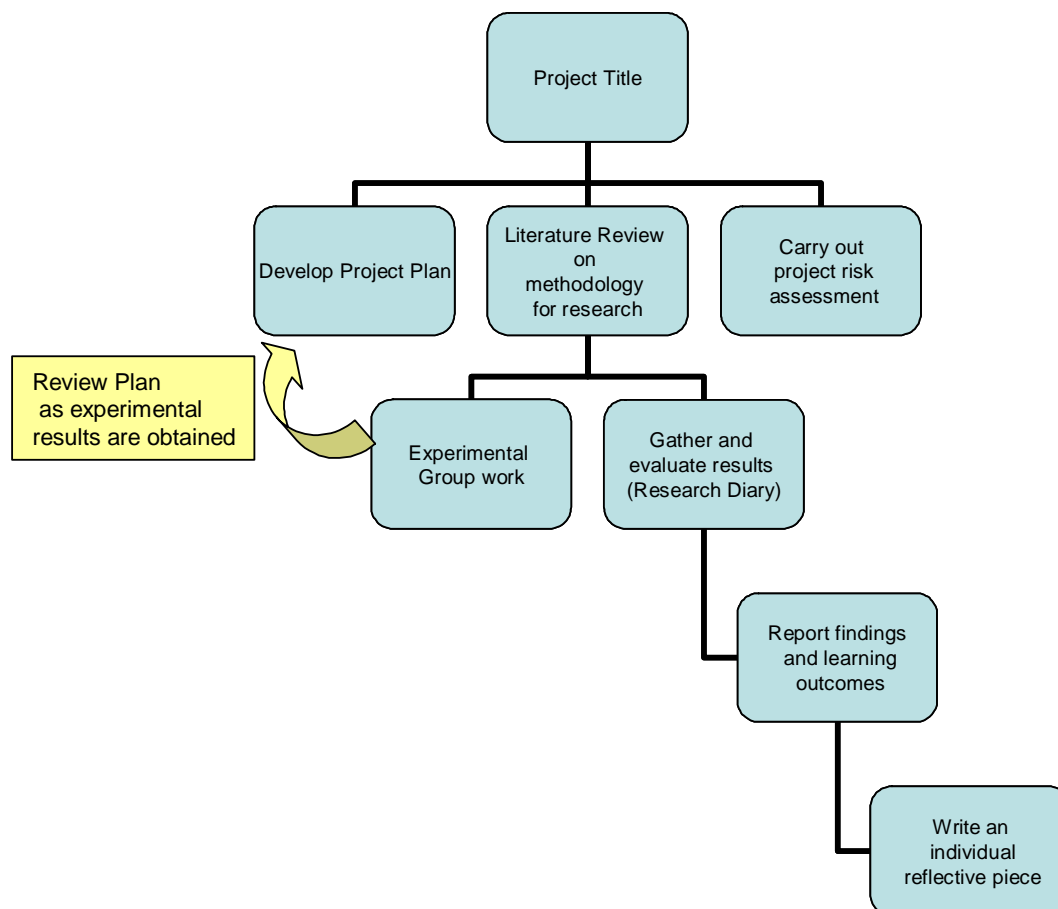 Project Title
Develop Project Plan
Literature Review
on
methodology
for research
Carry out
project risk
assessment
Review Plan
as experimental
results are obtained
Experimental
Group work
Gather and
evaluate results
(Research Diary)
Report findings
and learning
outcomes
Write an
individual
reflective piece